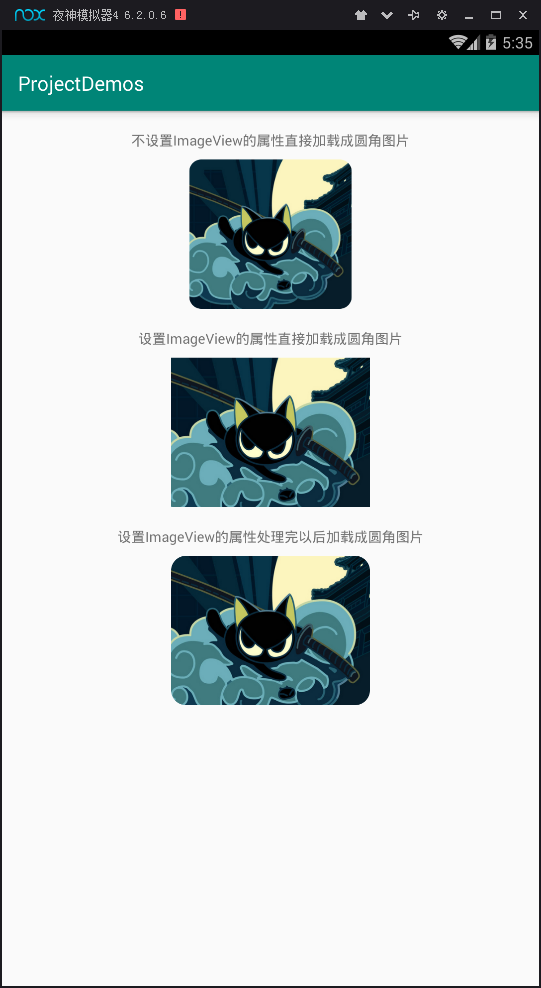 nox 夜神模拟器4 6.2.0.6
5:35
ProjectDemos
不设置ImageView的属性直接加载成圆角图片
设置ImageView的属性直接加载成圆角图片
设置ImageView的属性处理完以后加载成圆角图片